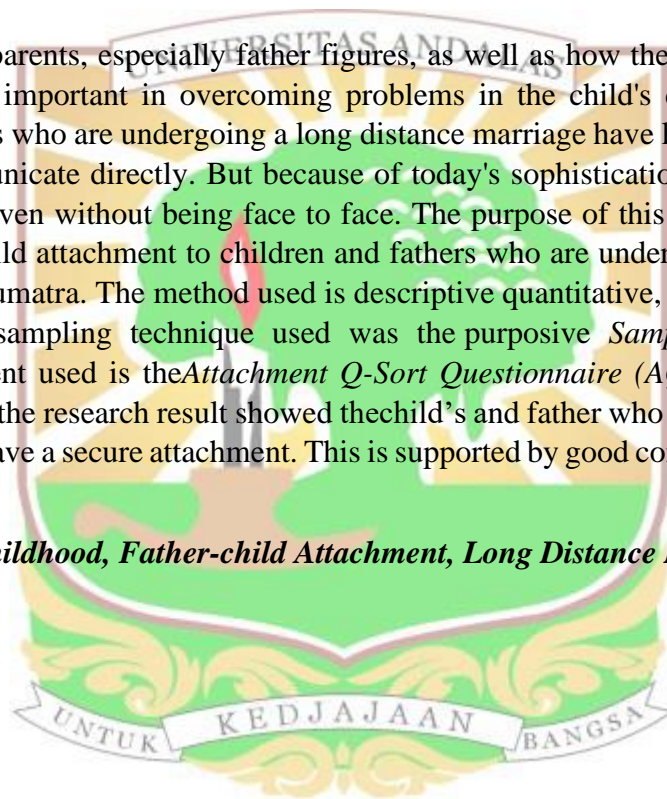 UNIVERSITAS ANDALAS
parents, especially father figures, as well as how the
important in overcoming problems in the child's
s who are undergoing a long distance marriage have
unicate directly. But because of today's sophistication
ven without being face to face. The purpose of this
ld attachment to children and fathers who are under
umatra. The method used is descriptive quantitative,
sampling technique used was the purposive Samp
ent used is theAttachment Q-Sort Questionnaire (A
the research result showed thechild's and father who
ave a secure attachment. This is supported by good co
ildhood, Father-child Attachment, Long Distance
UNTUK KEDJAJAAN BANGSA